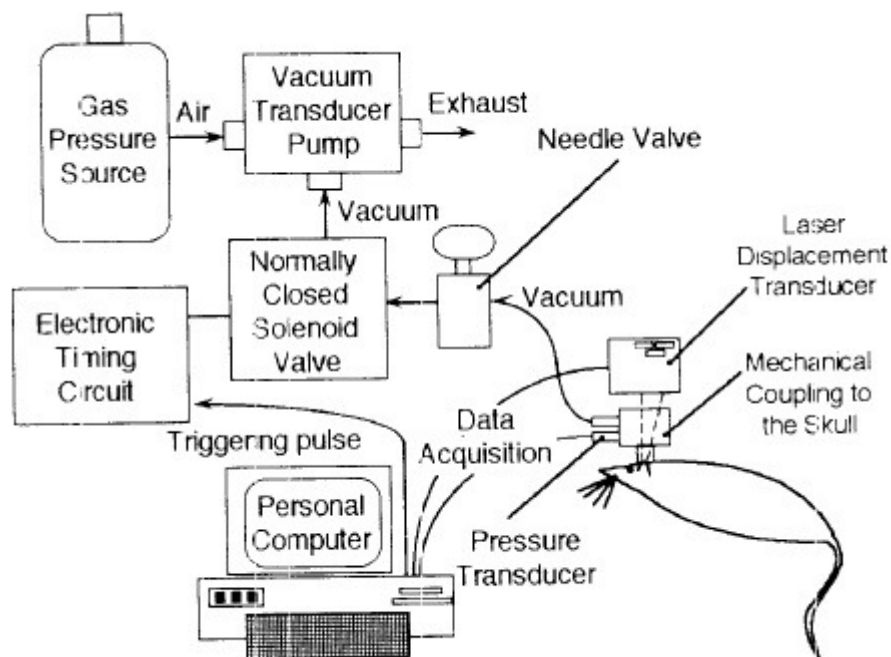 Gas
Pressure
Source
Air
Vacuum
Transducer
Pump
Exhaust
Needle Valve
Vacuum
Laser
Displacement
Transducer
Normally
Closed
Solenoid
Valve
Vacuum
Electronic
Timing
Circuit
Mechanical
Coupling to
the Skull
Triggering pulse
Data
Acquisition
Personal
Computer
Pressure
Transducer